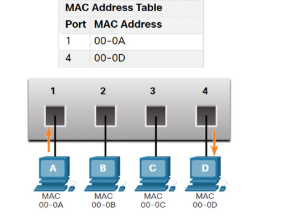 MAC Address Table
Port MAC Address
1 00-0A
4 00-0D
1 2 3 4
A B C D
MAC MAC MAC MAC
00-0A 00-0B 00-0C 00-0D